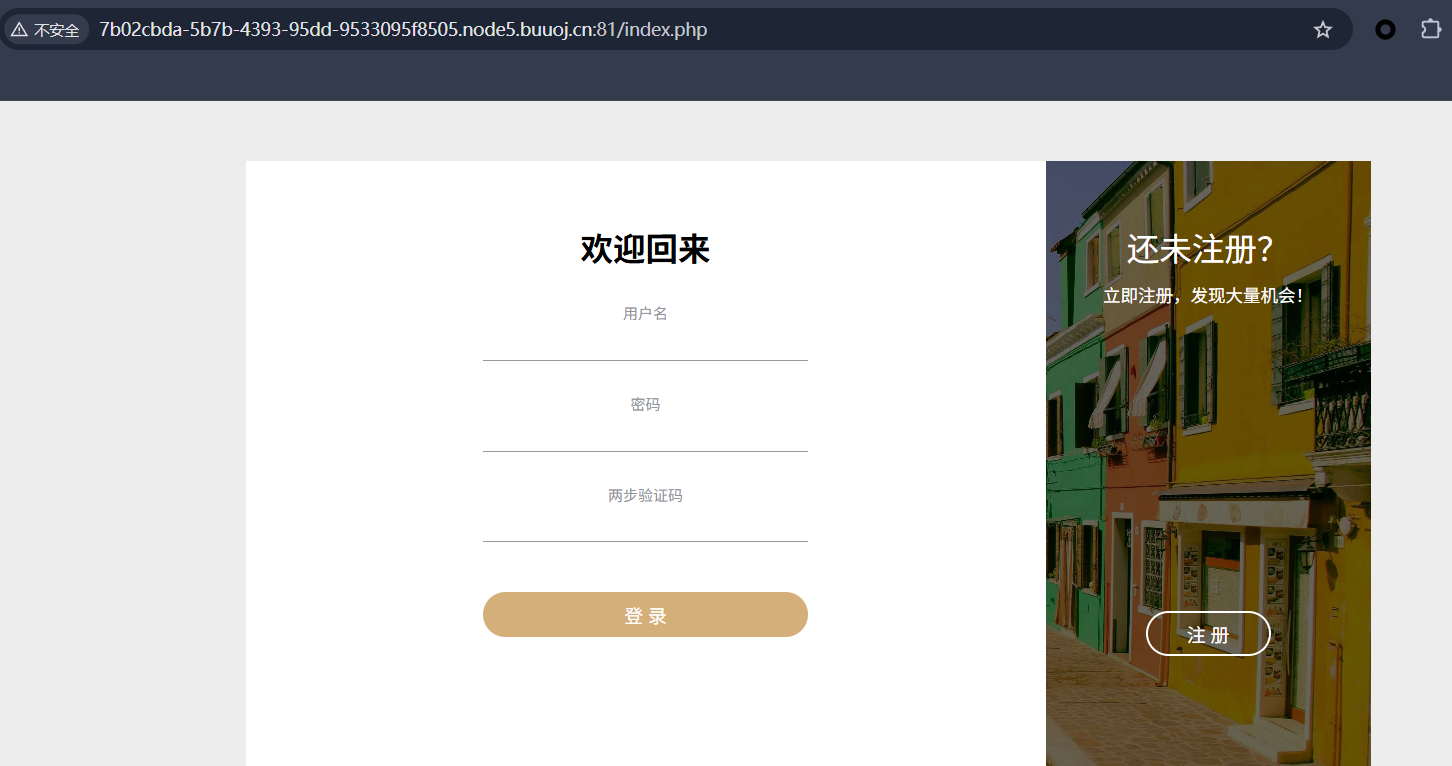 不安全 7b02cbda-5b7b-4393-95dd-9533095f8505.node5.buuoj.cn:81/index.php
欢迎回来
用户名
密码
两步验证码
登 录
还未注册？
立即注册，发现大量机会！
注 册